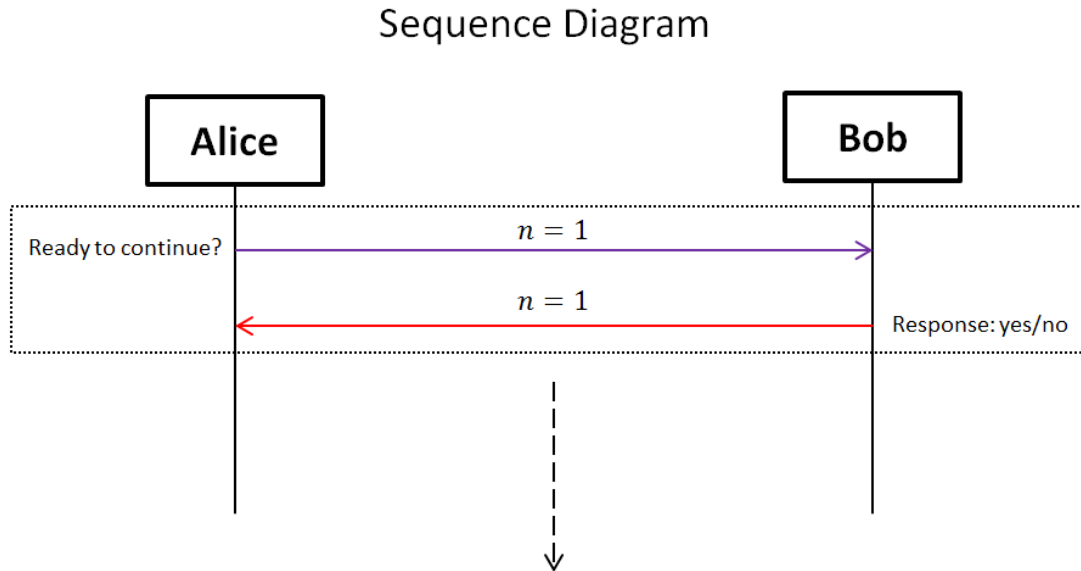 Sequence Diagram
Alice
Bob
Ready to continue?
n = 1
n = 1
Response: yes/no